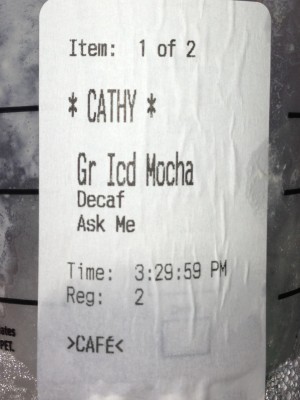 Item: 1 of 2
* CATHY *
Gr Icd Mocha
Decaf
Ask Me
Time: 3:29:59 PM
Reg: 2
>CAFÉ<
PET.